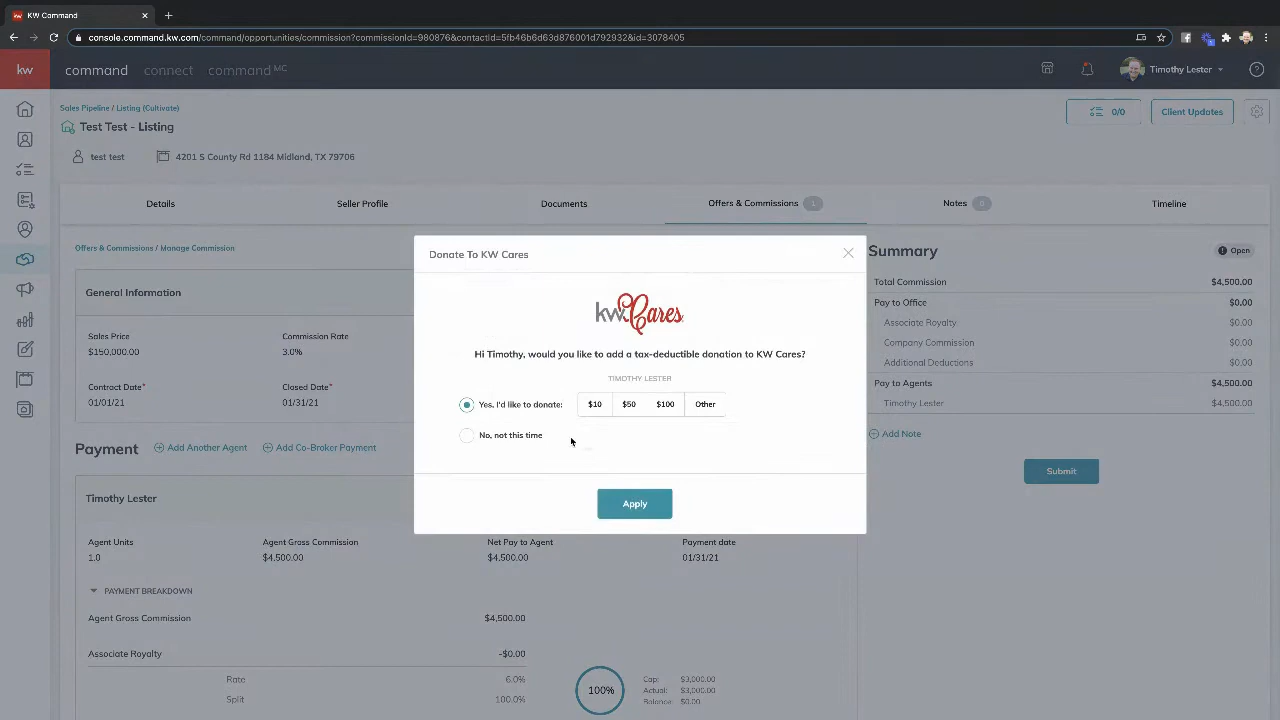 KW Command
console.command.kw.com/command/opportunities/commission?commissionId=980876&contactId=5fb46b6d63d876001d792932&id=3078405
kw
command
connect
command MC
Timothy Lester
Sales Pipeline / Listing (Cultivate)
Test Test - Listing
0/0
Client Updates
test test
4201 S County Rd 1184 Midland, TX 79706
Details
Seller Profile
Documents
Offers & Commissions 1
Notes 0
Timeline
Offers & Commissions / Manage Commission
General Information
Sales Price
$150,000.00
Commission Rate
3.0%
Contract Date*
01/01/21
Closed Date*
01/31/21
Payment
Add Another Agent
Add Co-Broker Payment
Timothy Lester
Agent Units
1.0
Agent Gross Commission
$4,500.00
Net Pay to Agent
$4,500.00
Payment date
01/31/21
PAYMENT BREAKDOWN
Agent Gross Commission $4,500.00
Associate Royalty -$0.00
Rate 6.0%
Split 100.0%
100%
Cap: $3,000.00
Actual: $3,000.00
Balance: $0.00
Donate To KW Cares
kw Cares
Hi Timothy, would you like to add a tax-deductible donation to KW Cares?
TIMOTHY LESTER
Yes, I'd like to donate: $10 $50 $100 Other
No, not this time
Apply
Summary
Open
Total Commission $4,500.00
Pay to Office $0.00
Associate Royalty $0.00
Company Commission $0.00
Additional Deductions $0.00
Pay to Agents $4,500.00
Timothy Lester $4,500.00
Add Note
Submit